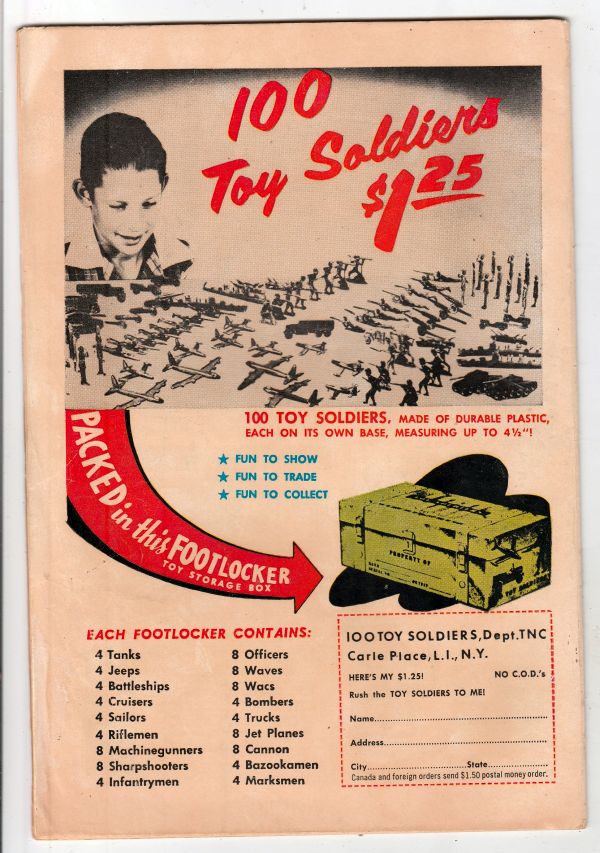 100
Toy Soldiers
$1.25
100 TOY SOLDIERS, MADE OF DURABLE PLASTIC,
EACH ON ITS OWN BASE, MEASURING UP TO 4½"!
★ FUN TO SHOW
★ FUN TO TRADE
★ FUN TO COLLECT
PACKED in this FOOTLOCKER
TOY STORAGE BOX
PROPERTY OF
EACH FOOTLOCKER CONTAINS:
4 Tanks
4 Jeeps
4 Battleships
4 Cruisers
4 Sailors
4 Riflemen
8 Machinegunners
8 Sharpshooters
4 Infantrymen
8 Officers
8 Waves
8 Wacs
4 Bombers
4 Trucks
8 Jet Planes
8 Cannon
4 Bazookamen
4 Marksmen
100 TOY SOLDIERS, Dept. TNC
Carle Place, L.I., N.Y.
HERE'S MY $1.25! NO C.O.D.'s
Rush the TOY SOLDIERS TO ME!
Name
Address
City State
Canada and foreign orders send $1.50 postal money order.